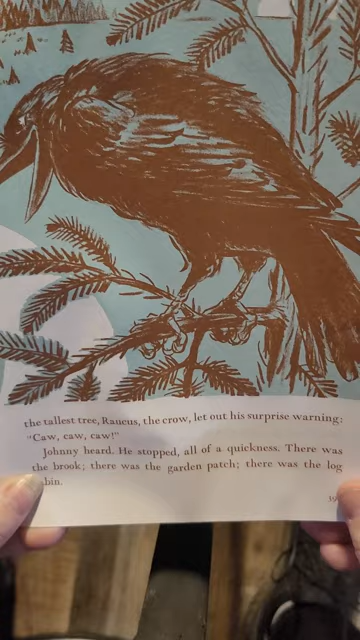 the tallest tree, Raucus, the crow, let out his surprise warning:
"Caw, caw, caw!"
Johnny heard. He stopped, all of a quickness. There was
the brook; there was the garden patch; there was the log
bin.
19